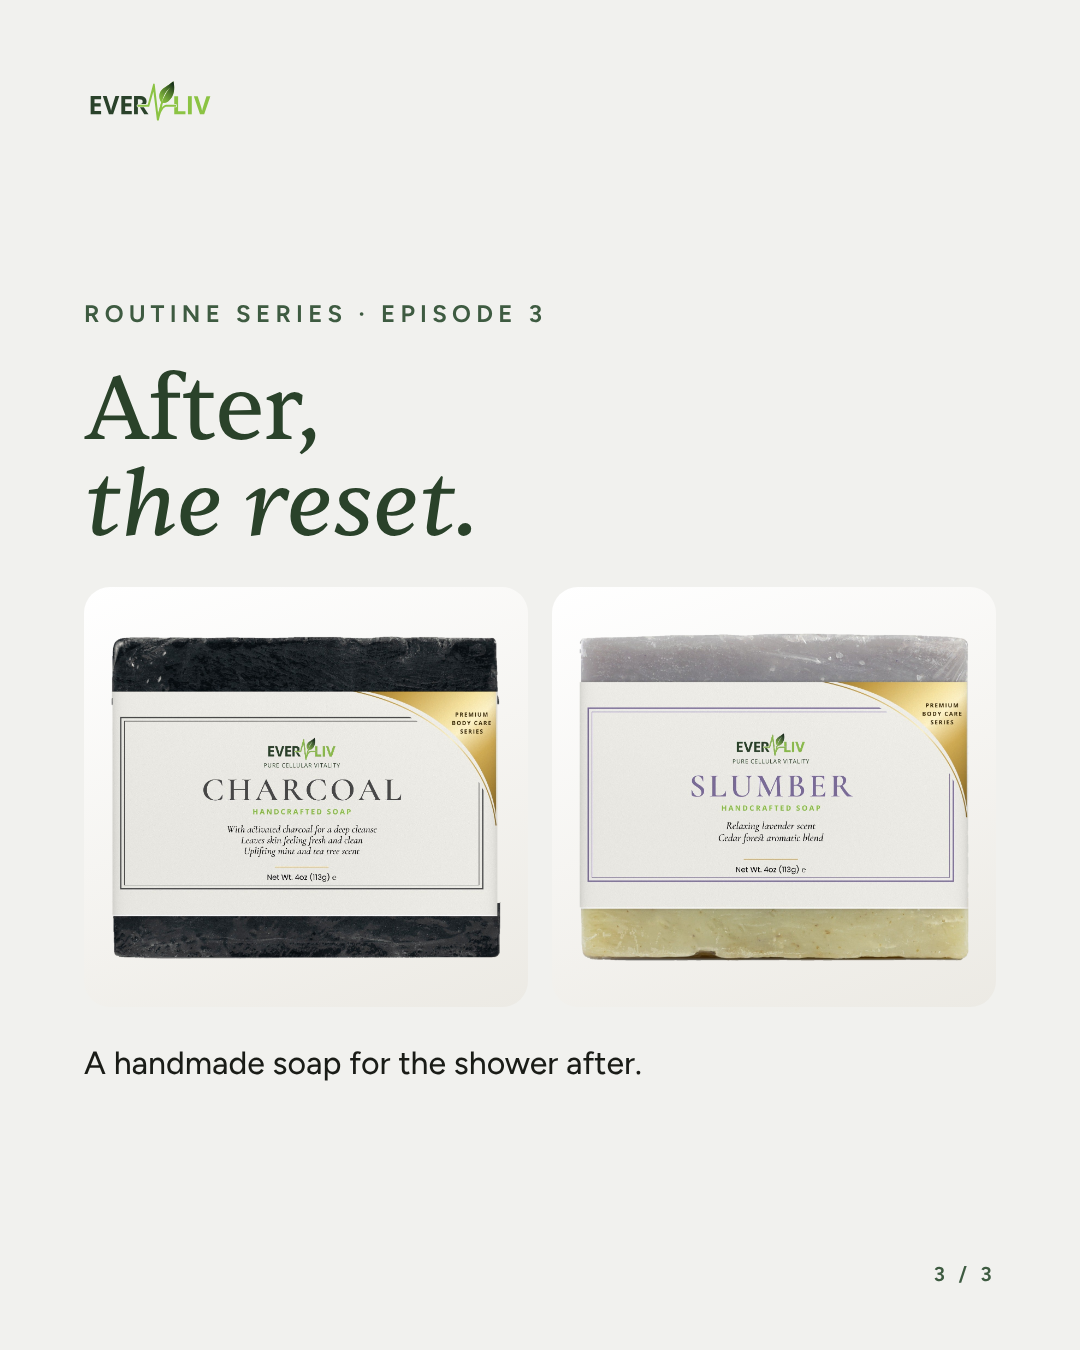 EVERLIV
ROUTINE SERIES · EPISODE 3
After,
the reset.
PREMIUM
BODY CARE
SERIES
EVERLIV
PURE CELLULAR VITALITY
CHARCOAL
HANDCRAFTED SOAP
With activated charcoal for a deep cleanse
Leaves skin feeling fresh and clean
Uplifting mint and tea tree scent
Net Wt. 4oz (113g) e
PREMIUM
BODY CARE
SERIES
EVERLIV
PURE CELLULAR VITALITY
SLUMBER
HANDCRAFTED SOAP
Relaxing lavender scent
Cedar forest aromatic blend
Net Wt. 4oz (113g) e
A handmade soap for the shower after.
3 / 3